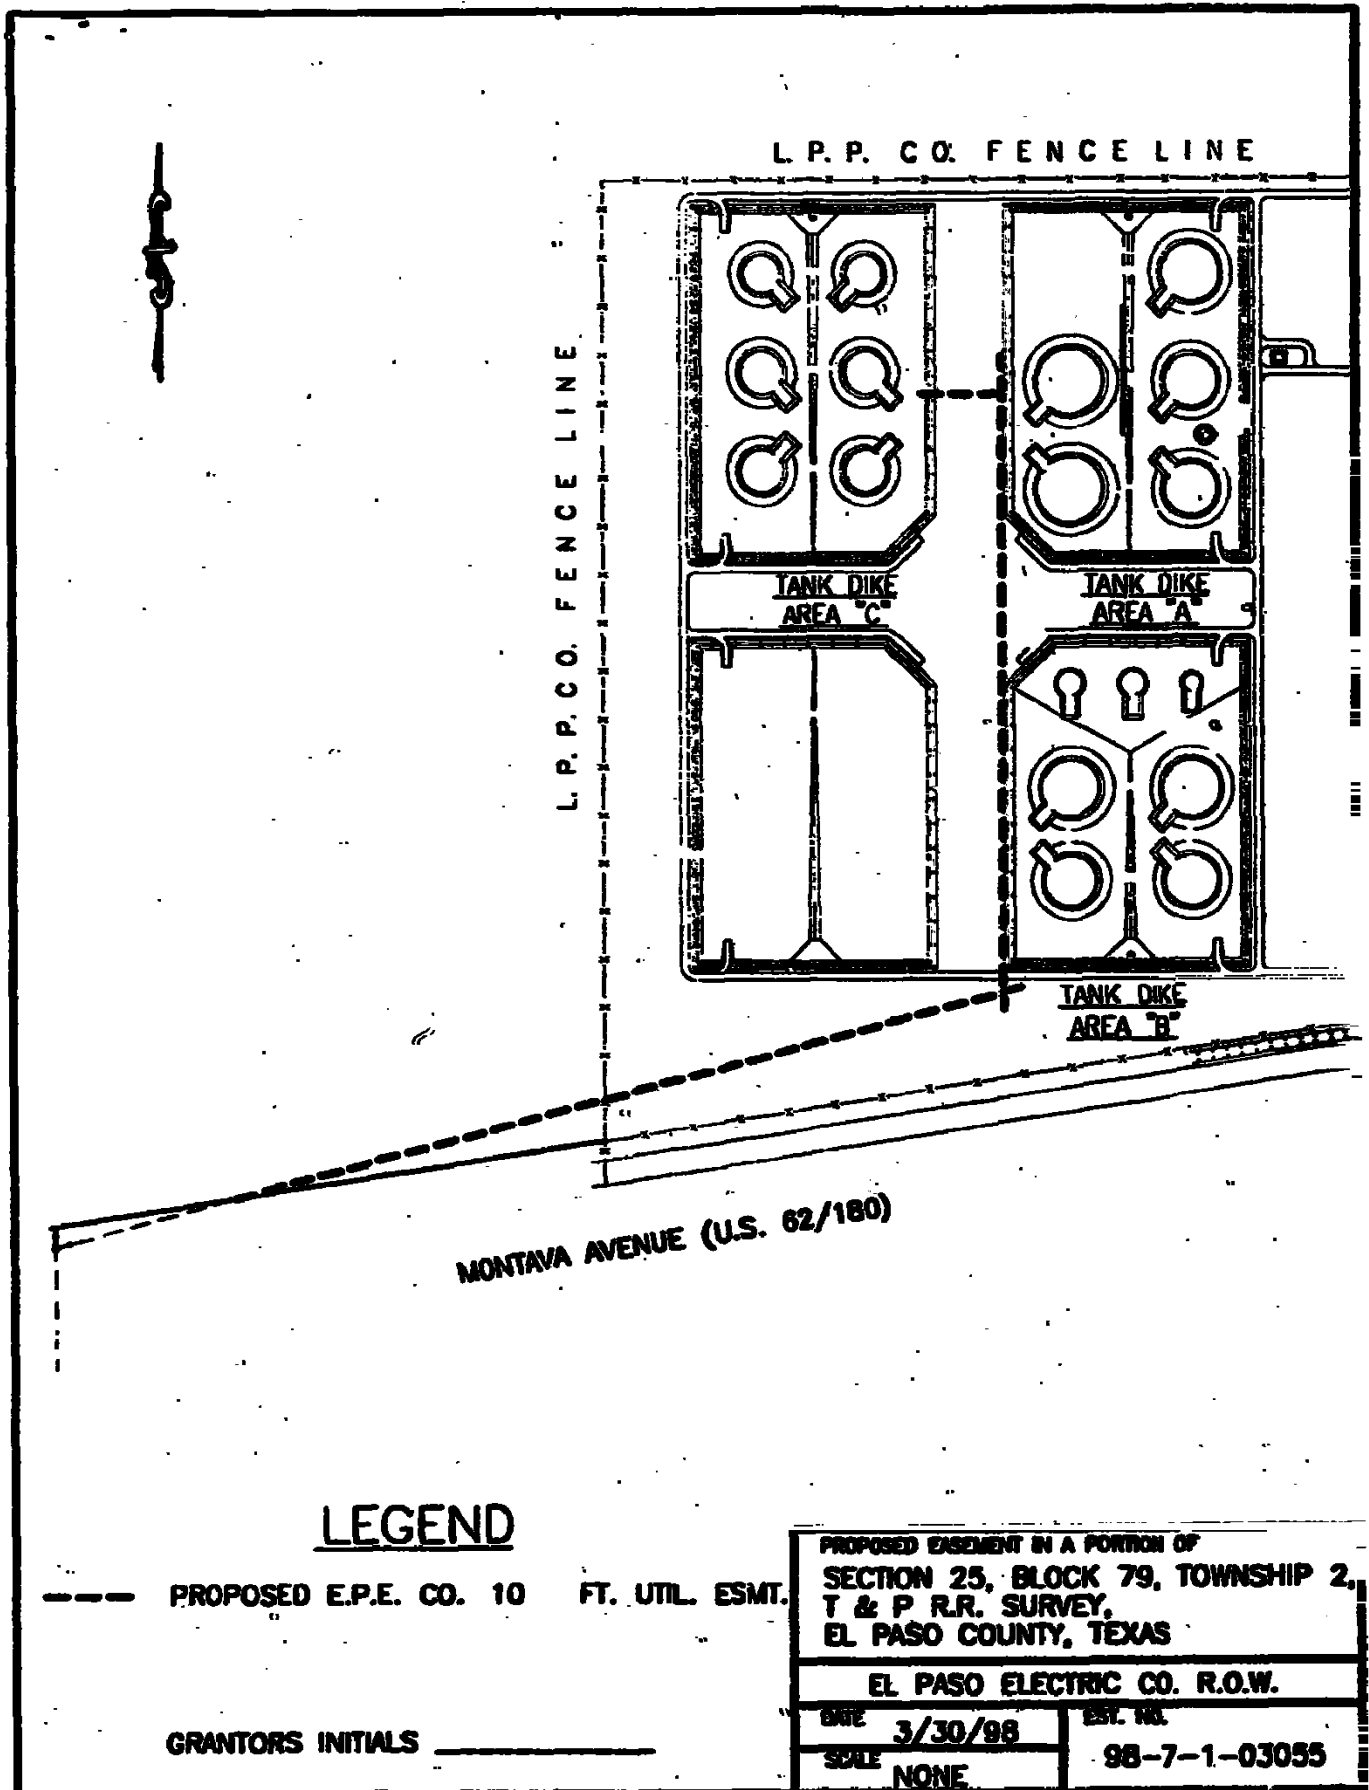 L. P. P. CO. FENCE LINE
L. P. P. CO. FENCE LINE
TANK DIKE
AREA "C"
TANK DIKE
AREA "A"
TANK DIKE
AREA "B"
MONTAVA AVENUE (U.S. 62/180)
LEGEND
PROPOSED E.P.E. CO. 10 FT. UTIL. ESMT.
PROPOSED EASEMENT IN A PORTION OF
SECTION 25, BLOCK 79, TOWNSHIP 2,
T & P R.R. SURVEY,
EL PASO COUNTY, TEXAS
EL PASO ELECTRIC CO. R.O.W.
DATE
3/30/98
EST. NO.
98-7-1-03055
SCALE
NONE
GRANTORS INITIALS